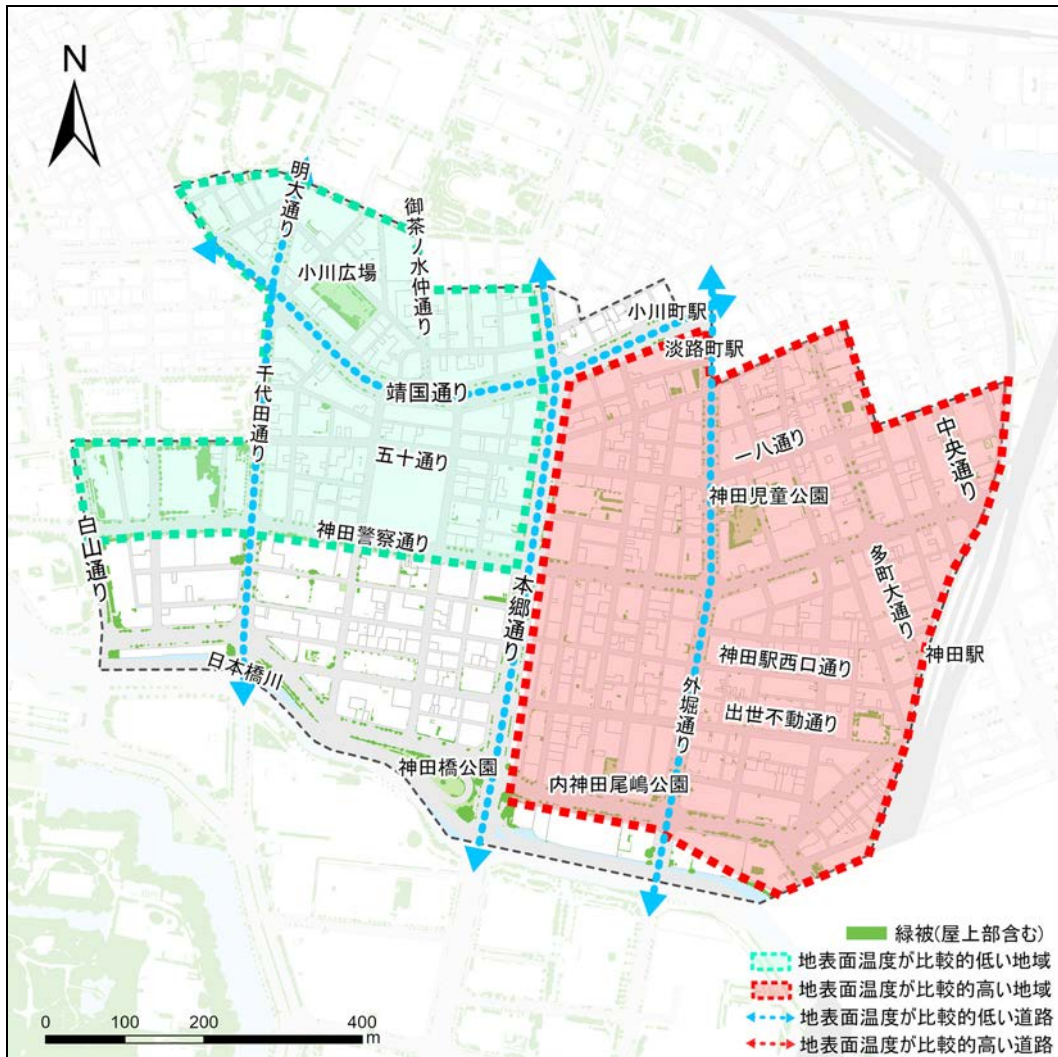 N
明大通り
御茶ノ水仲通り
小川広場
小川町駅
淡路町駅
靖国通り
千代田通り
五十通り
一八通り
中央通り
神田児童公園
白山通り
神田警察通り
本郷通り
多町大通り
神田駅西口通り
神田駅
日本橋川
外堀通り
出世不動通り
神田橋公園
内神田尾嶋公園
緑被(屋上部含む)
地表面温度が比較的低い地域
地表面温度が比較的高い地域
地表面温度が比較的低い道路
地表面温度が比較的高い道路
0 100 200 400
m